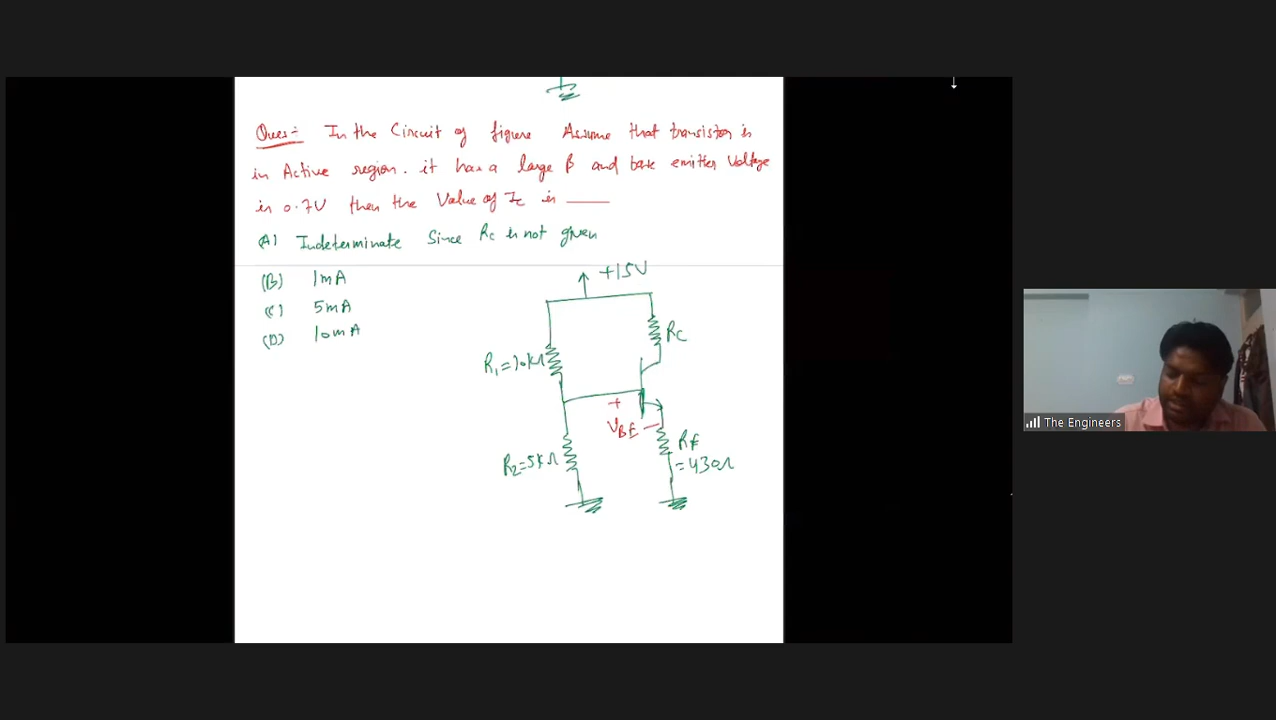 Ques:- In the Circuit of figure Assume that transistor is
in Active region. it has a large β and base emitter Voltage
is 0.7V then the Value of Ic is ____
(A) Indeterminate Since Rc is not given
(B) 1mA
(C) 5mA
(D) 10mA
+15V
Rc
R1=10kΩ
+
VBE -
RE
=430Ω
R2=5kΩ
The Engineers